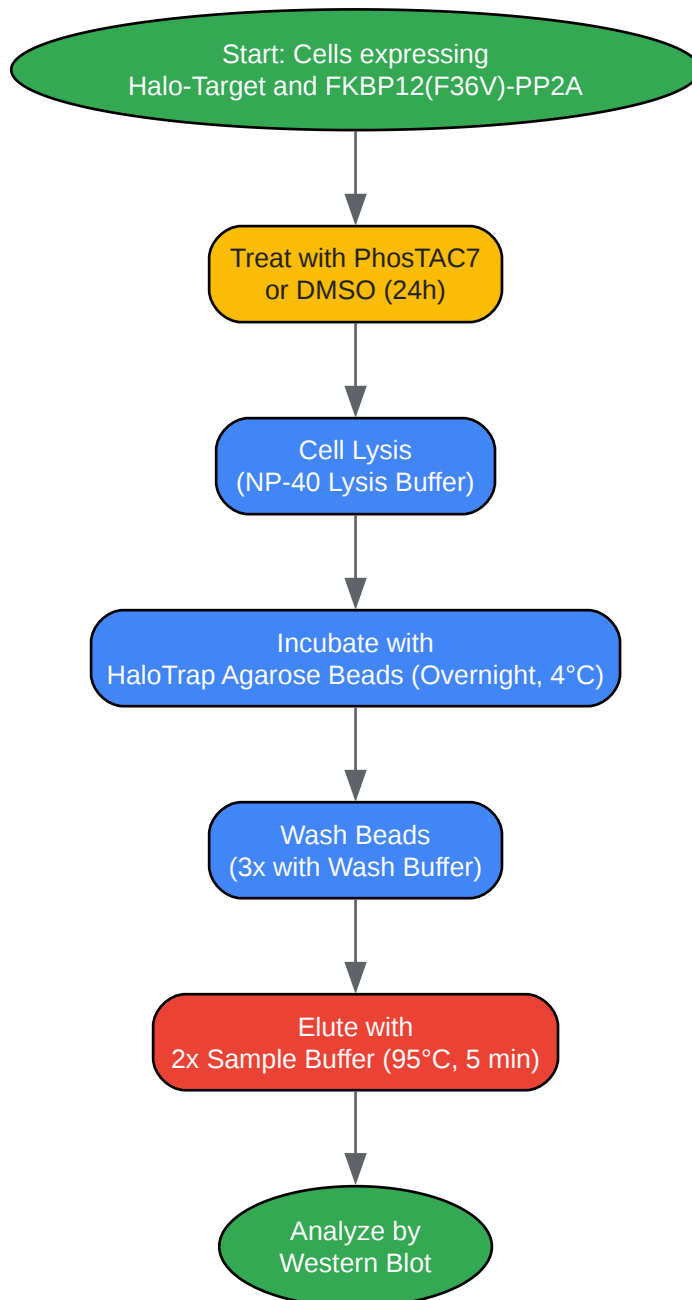 Start: Cells expressing
Halo-Target and FKBP12(F36V)-PP2A
Treat with PhosTAC7
or DMSO (24h)
Cell Lysis
(NP-40 Lysis Buffer)
Incubate with
HaloTrap Agarose Beads (Overnight, 4°C)
Wash Beads
(3x with Wash Buffer)
Elute with
2x Sample Buffer (95°C, 5 min)
Analyze by
Western Blot